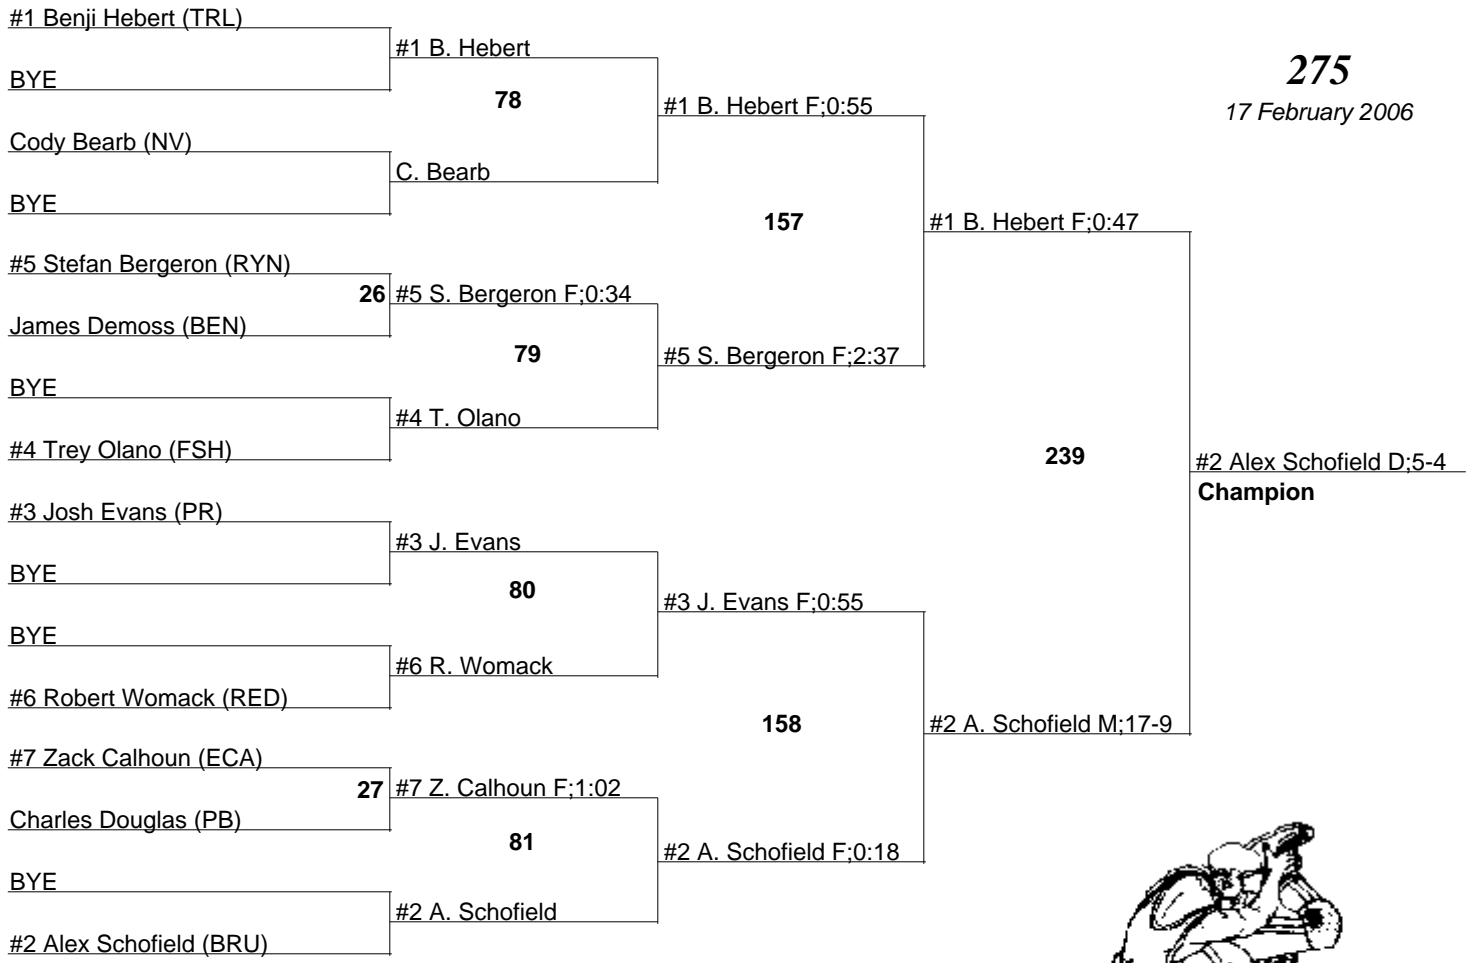 #1 Benji Hebert (TRL)
BYE
Cody Bearb (NV)
BYE
#5 Stefan Bergeron (RYN)
James Demoss (BEN)
BYE
#4 Trey Olano (FSH)
#3 Josh Evans (PR)
BYE
BYE
#6 Robert Womack (RED)
#7 Zack Calhoun (ECA)
Charles Douglas (PB)
BYE
#2 Alex Schofield (BRU)
26
27
#1 B. Hebert
C. Bearb
#5 S. Bergeron F;0:34
#4 T. Olano
#3 J. Evans
#6 R. Womack
#7 Z. Calhoun F;1:02
#2 A. Schofield
78
79
80
81
#1 B. Hebert F;0:55
#5 S. Bergeron F;2:37
#3 J. Evans F;0:55
#2 A. Schofield F;0:18
157
158
#1 B. Hebert F;0:47
#2 A. Schofield M;17-9
239
#2 Alex Schofield D;5-4
Champion
275
17 February 2006